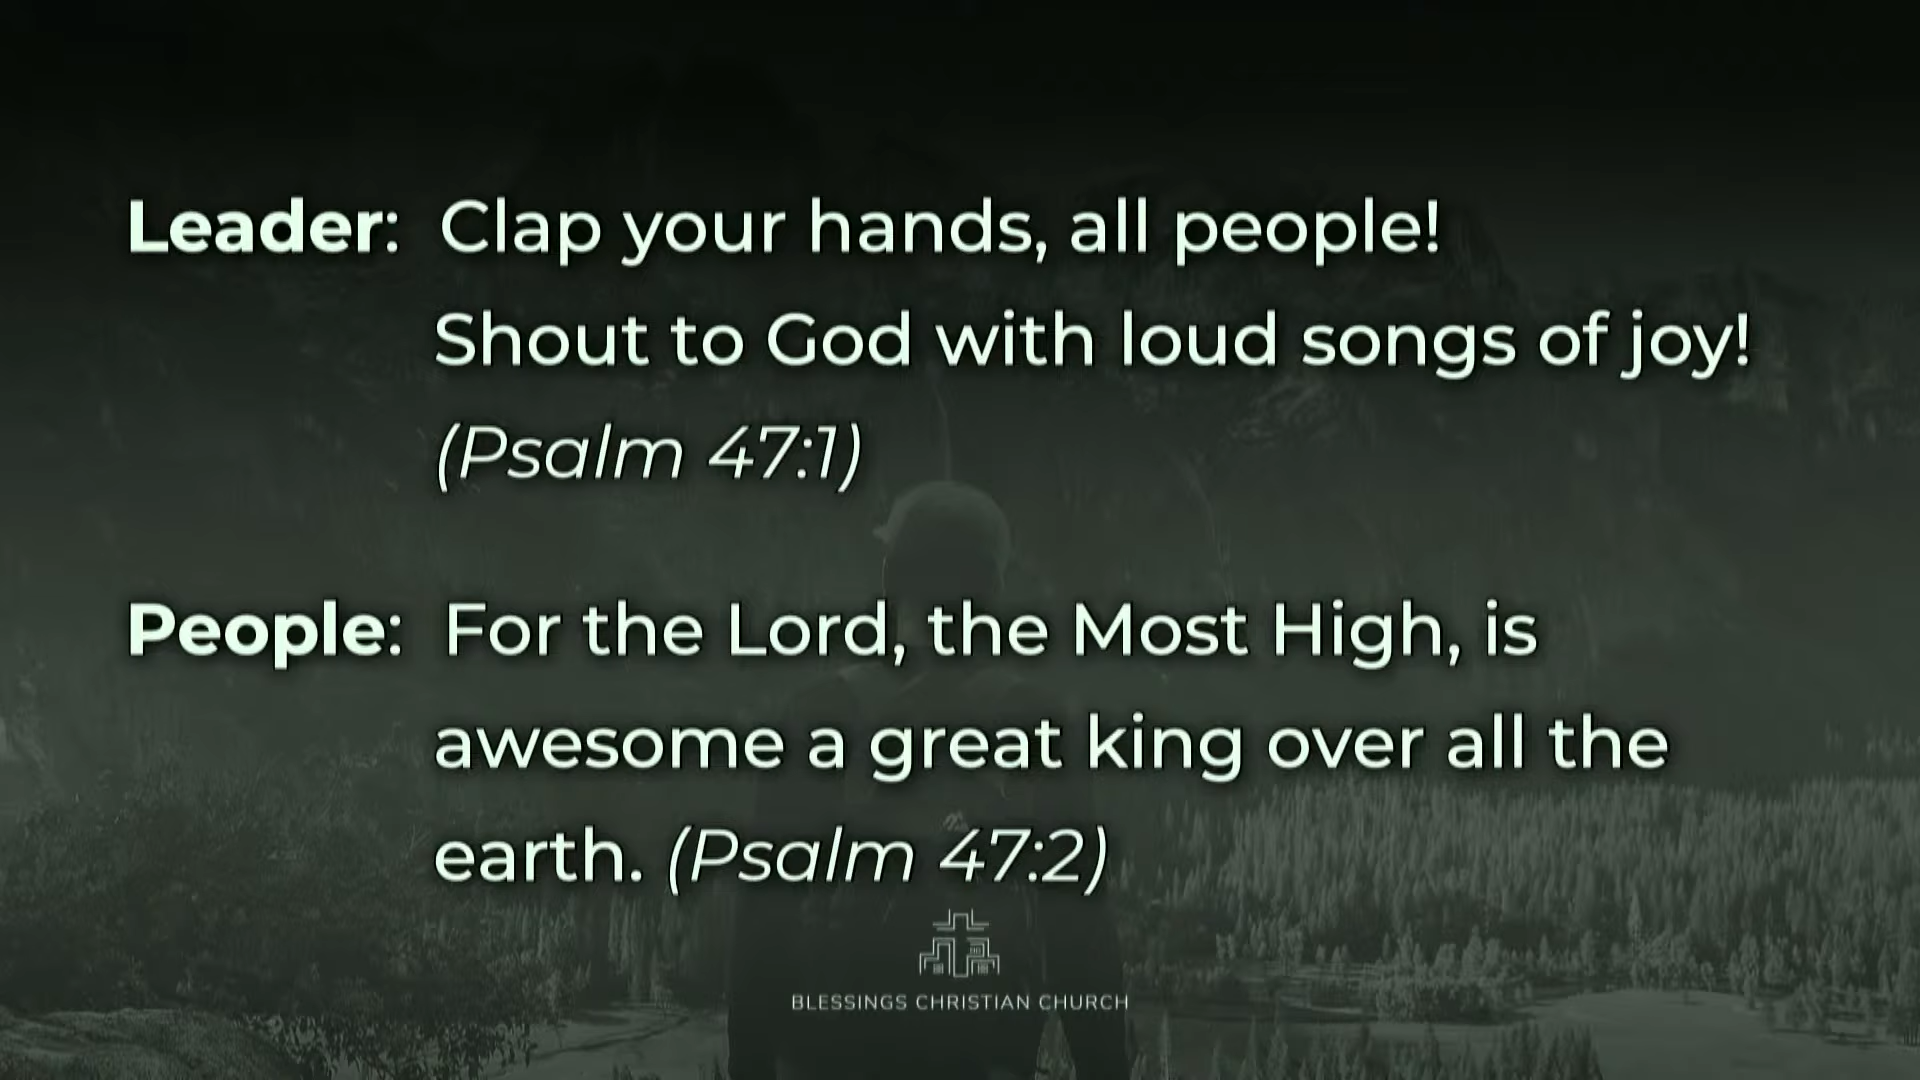 Leader: Clap your hands, all people!
Shout to God with loud songs of joy!
(Psalm 47:1)
People: For the Lord, the Most High, is
awesome a great king over all the
earth. (Psalm 47:2)
BLESSINGS CHRISTIAN CHURCH